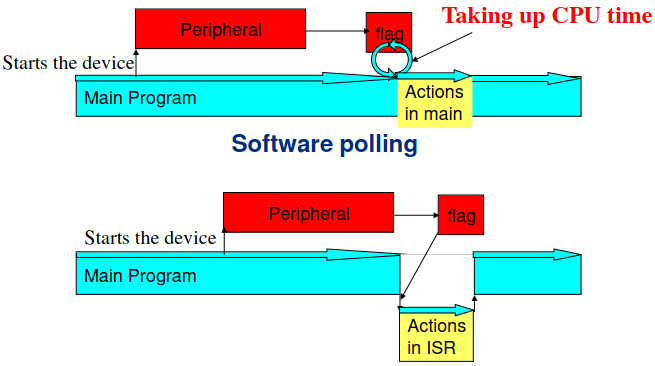 Taking up CPU time
Peripheral
flag
Starts the device
Main Program
Actions
in main
Software polling
Peripheral
flag
Starts the device
Main Program
Actions
in ISR